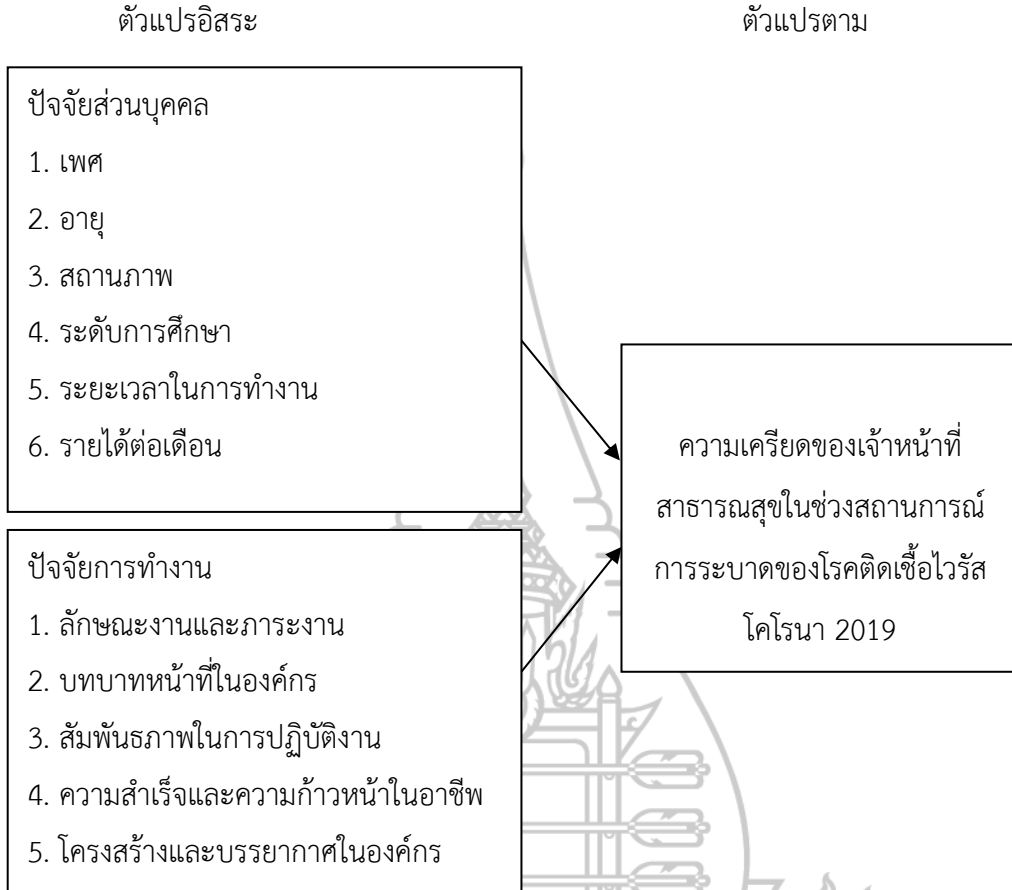 ตัวแปรอิสระ
ตัวแปรตาม
ปัจจัยส่วนบุคคล
1. เพศ
2. อายุ
3. สถานภาพ
4. ระดับการศึกษา
5. ระยะเวลาในการทำงาน
6. รายได้ต่อเดือน
ปัจจัยการทำงาน
1. ลักษณะงานและภาระงาน
2. บทบาทหน้าที่ในองค์กร
3. สัมพันธภาพในการปฏิบัติงาน
4. ความสำเร็จและความก้าวหน้าในอาชีพ
5. โครงสร้างและบรรยากาศในองค์กร
ความเครียดของเจ้าหน้าที่
สาธารณสุขในช่วงสถานการณ์
การระบาดของโรคติดเชื้อไวรัส
โคโรนา 2019